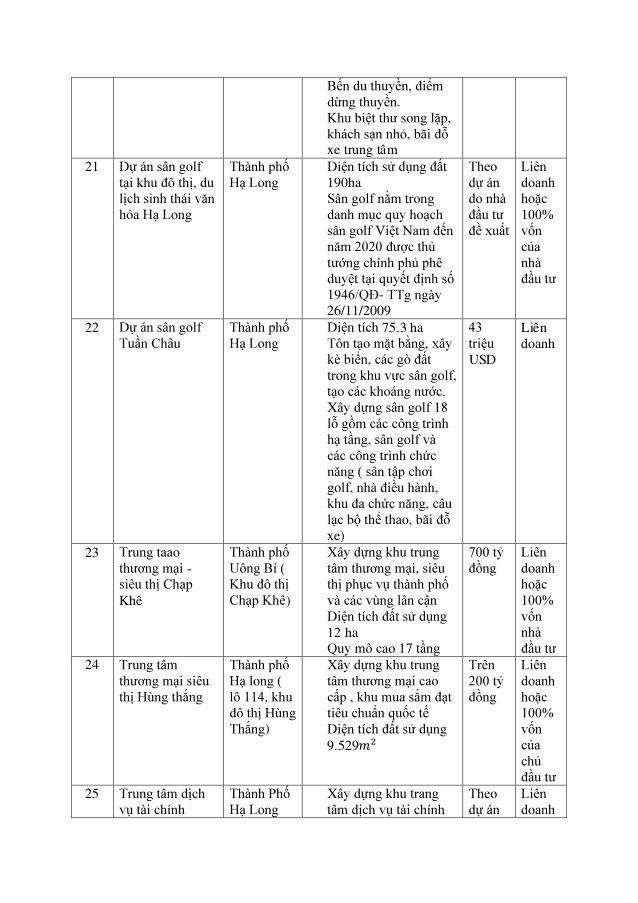 Bến du thuyền, điểm
dừng thuyền.
Khu biệt thư song lặp,
khách sạn nhỏ, bãi đỗ
xe trung tâm
21
Dự án sân golf
tại khu đô thị, du
lịch sinh thái văn
hóa Hạ Long
Thành phố
Hạ Long
Diện tích sử dụng đất
190ha
Sân golf nằm trong
danh mục quy hoạch
sân golf Việt Nam đến
năm 2020 được thủ
tướng chính phủ phê
duyệt tại quyết định số
1946/QĐ- TTg ngày
26/11/2009
Theo
dự án
do nhà
đầu tư
đề xuất
Liên
doanh
hoặc
100%
vốn
của
nhà
đầu tư
22
Dự án sân golf
Tuần Châu
Thành phố
Hạ Long
Diện tích 75.3 ha
Tôn tạo mặt bằng, xây
kè biển, các gò đất
trong khu vực sân golf,
tạo các khoáng nước.
Xây dựng sân golf 18
lỗ gồm các công trình
hạ tầng, sân golf và
các công trình chức
năng ( sân tập chơi
golf, nhà điều hành,
khu đa chức năng, câu
lạc bộ thể thao, bãi đỗ
xe)
43
triệu
USD
Liên
doanh
23
Trung taao
thương mại -
siêu thị Chạp
Khê
Thành phố
Uông Bí (
Khu đô thị
Chạp Khê)
Xây dựng khu trung
tâm thương mại, siêu
thị phục vụ thành phố
và các vùng lân cận
Diện tích đất sử dụng
12 ha
Quy mô cao 17 tầng
700 tỷ
đồng
Liên
doanh
hoặc
100%
vốn
nhà
đầu tư
24
Trung tâm
thương mại siêu
thị Hùng thắng
Thành phố
Hạ long (
lô 114, khu
đô thị Hùng
Thắng)
Xây dựng khu trung
tâm thương mại cao
cấp , khu mua sắm đạt
tiêu chuẩn quốc tế
Diện tích đất sử dụng
9.529m²
Trên
200 tỷ
đồng
Liên
doanh
hoặc
100%
vốn
của
chủ
đầu tư
25
Trung tâm dịch
vụ tài chính
Thành Phố
Hạ Long
Xây dựng khu trang
tâm dịch vụ tài chính
Theo
dự án
Liên
doanh